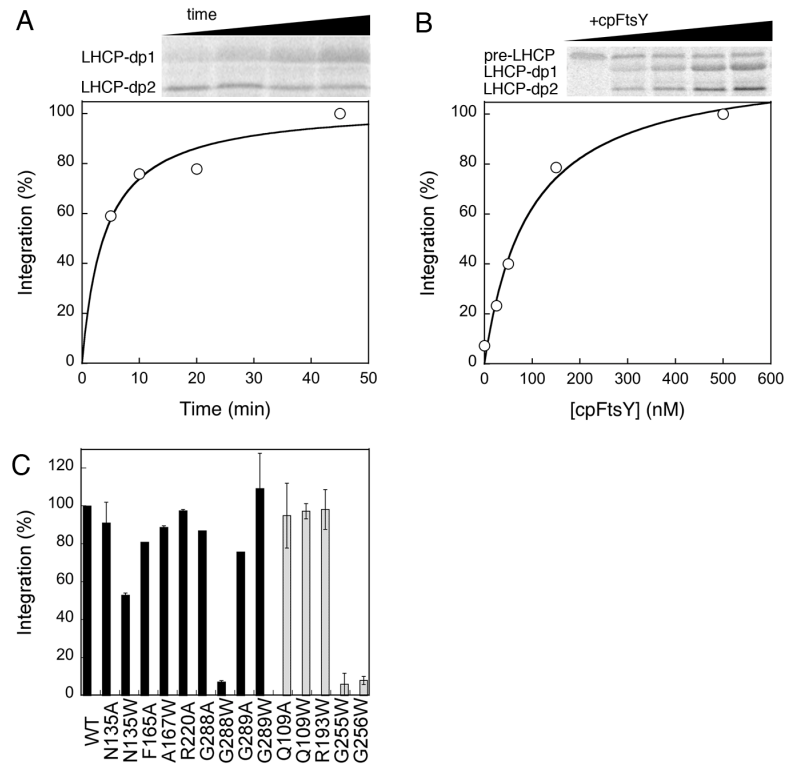 A
time
LHCP-dp1
LHCP-dp2
100
80
60
40
20
0
Integration (%)
0 10 20 30 40 50
Time (min)
B
+cpFtsY
pre-LHCP
LHCP-dp1
LHCP-dp2
100
80
60
40
20
0
Integration (%)
0 100 200 300 400 500 600
[cpFtsY] (nM)
C
120
100
80
60
40
20
0
Integration (%)
WT
N135A
N135W
F165A
A167W
R220A
G288A
G288W
G289A
G289W
Q109A
Q109W
R193W
G255W
G256W